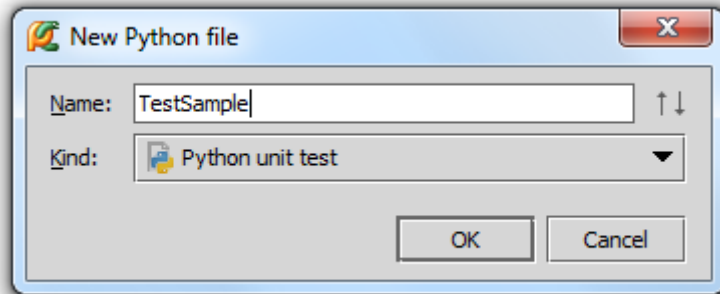 New Python file
Name: TestSample
Kind: Python unit test
OK Cancel